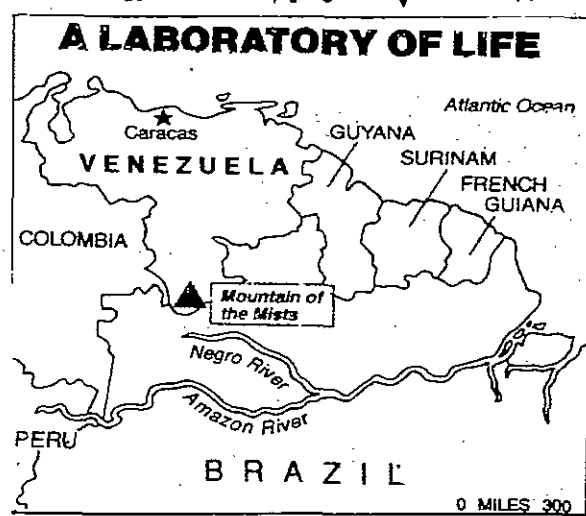 A LABORATORY OF LIFE
Atlantic Ocean
Caracas
GUYANA
VENEZUELA
SURINAM
FRENCH
GUIANA
COLOMBIA
Mountain of
the Mists
Negro River
Amazon River
PERU
BRAZIL
0 MILES 300